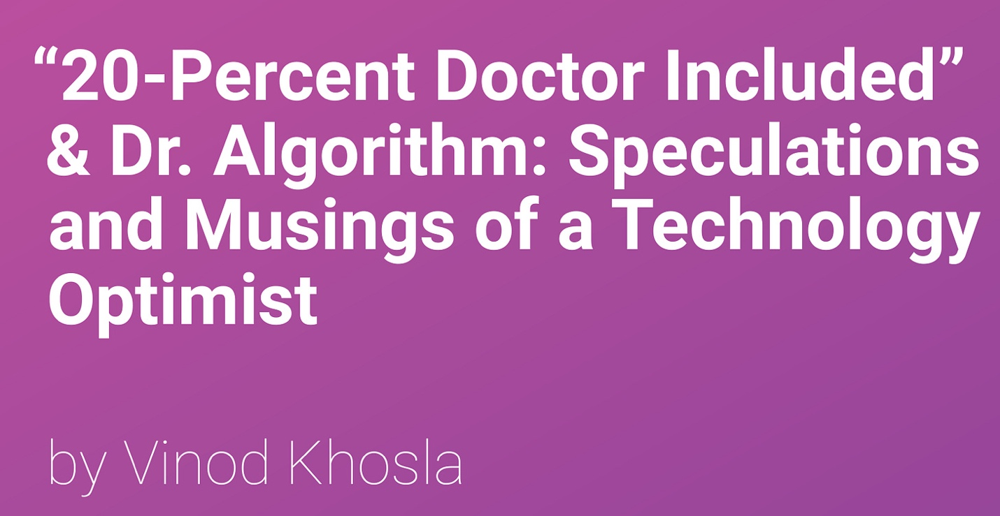 “20-Percent Doctor Included”
& Dr. Algorithm: Speculations
and Musings of a Technology
Optimist
by Vinod Khosla